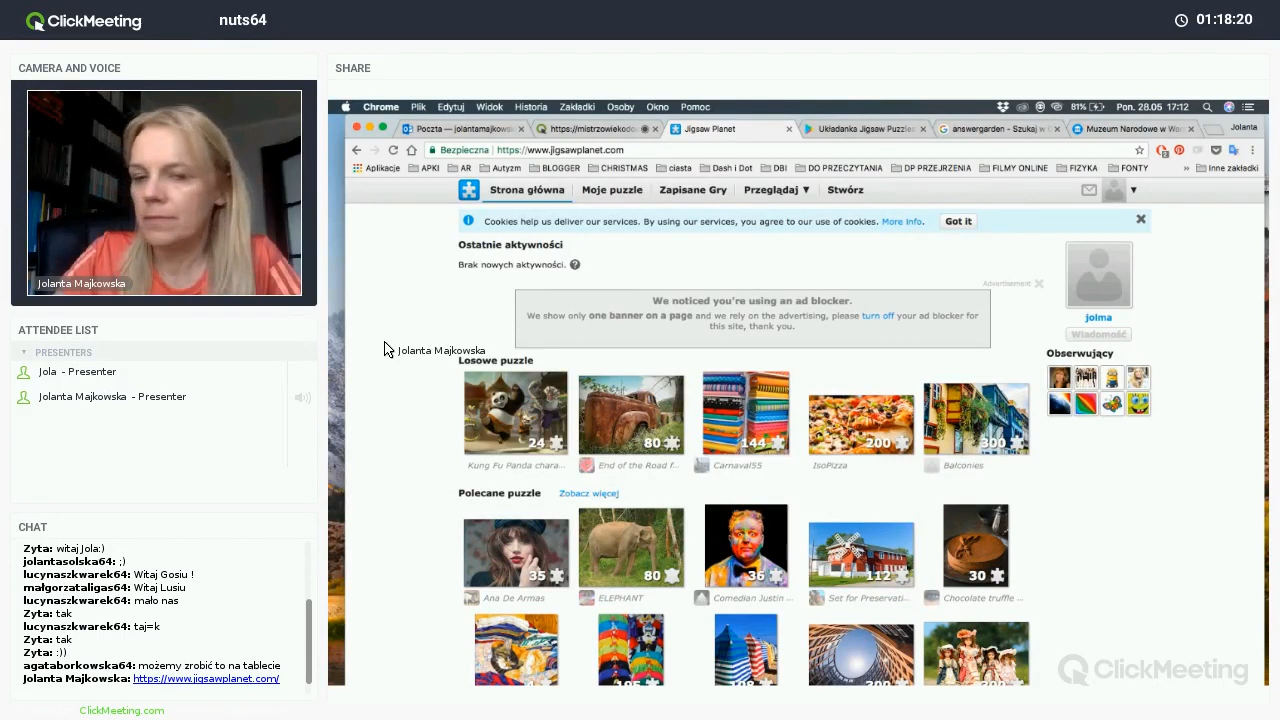 ClickMeeting
nuts64
01:18:20
CAMERA AND VOICE
Jolanta Majkowska
ATTENDEE LIST
PRESENTERS
Jola - Presenter
Jolanta Majkowska - Presenter
CHAT
Zyta: witaj Jola:)
jolantasolska64: ;)
lucynaszkwarek64: Witaj Gosiu !
malgorzataligas64: Witaj Lusiu
lucynaszkwarek64: mało nas
Zyta: tak
lucynaszkwarek64: taj=k
Zyta: tak
Zyta: :))
agataborkowska64: możemy zrobić to na tablecie
Jolanta Majkowska: https://www.jigsawplanet.com/
ClickMeeting.com
SHARE
Chrome Plik Edytuj Widok Historia Zakładki Osoby Okno Pomoc
81% Pon. 28.05 17:12
Poczta — jolantamajkows
https://mistrzowiekodo
Jigsaw Planet
Układanka Jigsaw Puzzle
answergarden - Szukaj w
Muzeum Narodowe w War
Jolanta
Bezpieczna https://www.jigsawplanet.com
Aplikacje APKI AR Autyzm BLOGGER CHRISTMAS ciasta Dash i Dot DBI DO PRZECZYTANIA DP PRZEJRZENIA FILMY ONLINE FIZYKA FONTY » Inne zakładki
Strona główna Moje puzzle Zapisane Gry Przeglądaj ▼ Stwórz
Cookies help us deliver our services. By using our services, you agree to our use of cookies. More Info. Got it
Ostatnie aktywności
Brak nowych aktywności.
Advertisement
We noticed you're using an ad blocker.
We show only one banner on a page and we rely on the advertising, please turn off your ad blocker for
this site, thank you.
jolma
Wiadomość
Obserwujący
Jolanta Majkowska
Losowe puzzle
24 80 144 200 300
Kung Fu Panda chara... End of the Road f... Carnaval55 IsoPizza Balconies
Polecane puzzle Zobacz więcej
35 80 36 112 30
Ana De Armas ELEPHANT Comedian Justin ... Set for Preservati... Chocolate truffle ...
ClickMeeting